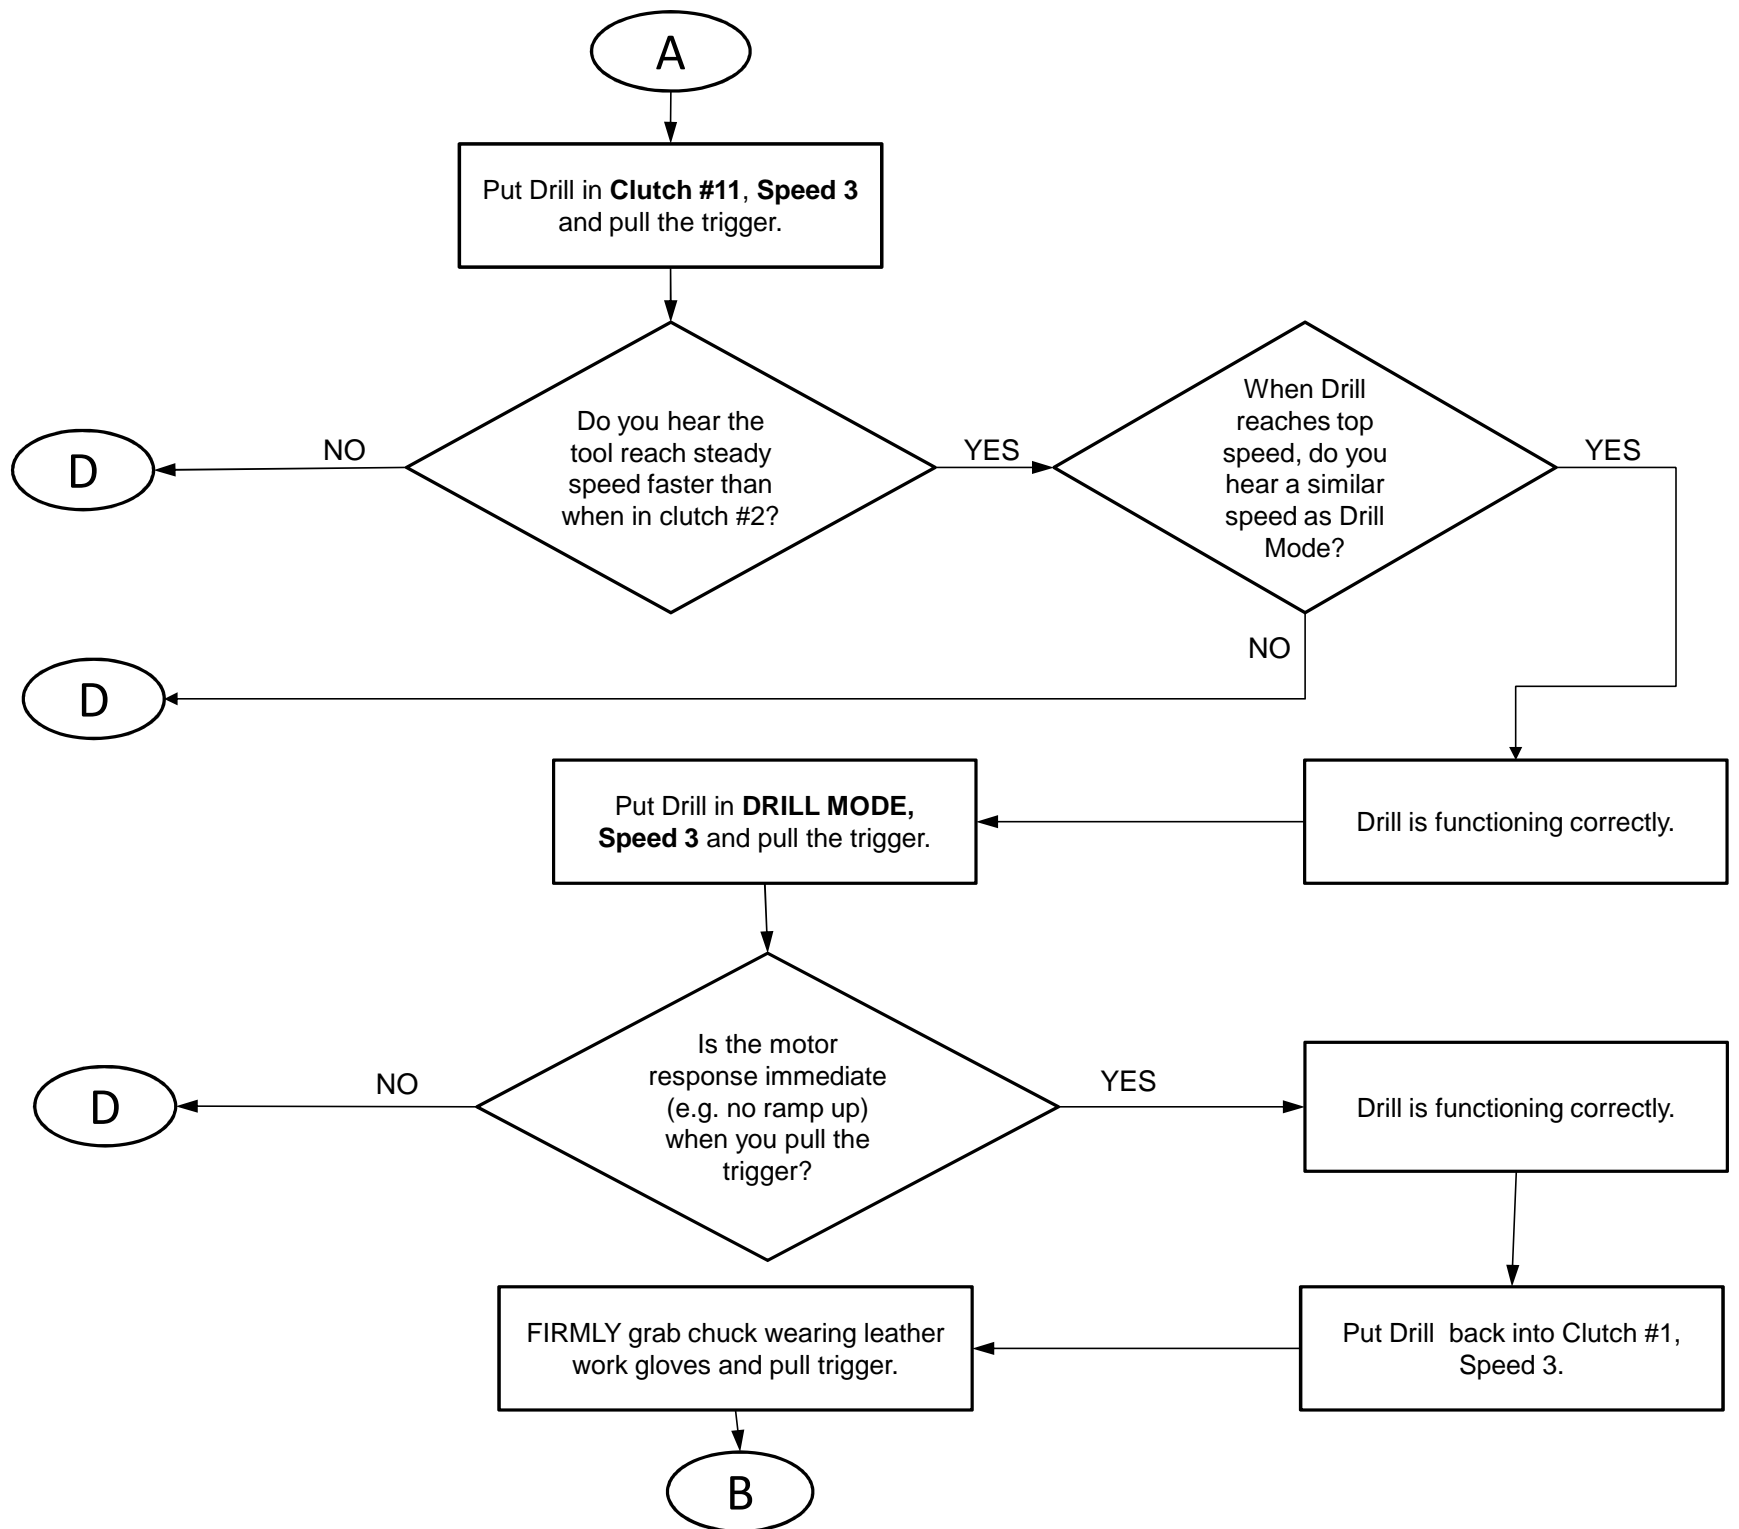 A
Put Drill in Clutch #11, Speed 3
and pull the trigger.
Do you hear the
tool reach steady
speed faster than
when in clutch #2?
NO
D
YES
When Drill
reaches top
speed, do you
hear a similar
speed as Drill
Mode?
YES
NO
D
Drill is functioning correctly.
Put Drill in DRILL MODE,
Speed 3 and pull the trigger.
Is the motor
response immediate
(e.g. no ramp up)
when you pull the
trigger?
NO
D
YES
Drill is functioning correctly.
Put Drill  back into Clutch #1,
Speed 3.
FIRMLY grab chuck wearing leather
work gloves and pull trigger.
B